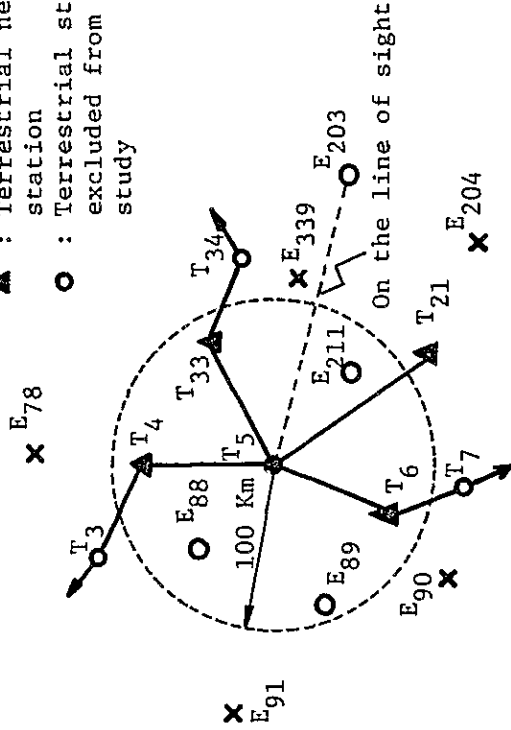 ▲ : Terrestrial ne
station
O : Terrestrial st
excluded from
study
E78
T3
T4
E88
T5
T33
T34
E339
100 Km
E91
E89
E211
E203
On the line of sight
T6
T21
E90
T7
E204